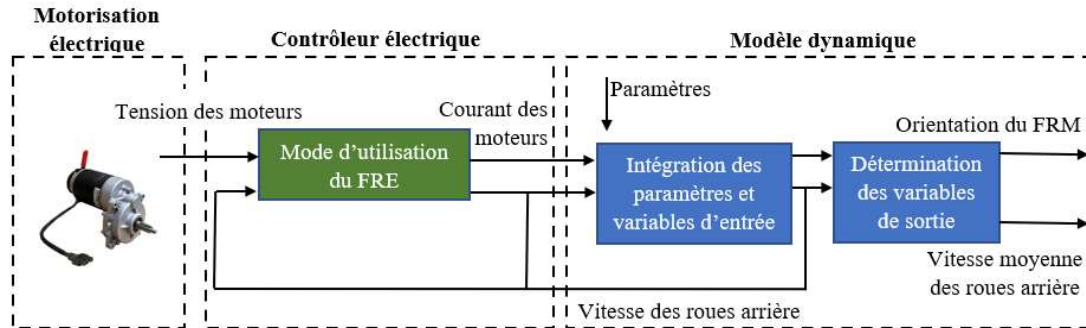 Motorisation
électrique
Contrôleur électrique
Modèle dynamique
Tension des moteurs
Courant des
moteurs
Paramètres
Orientation du FRM
Mode d'utilisation
du FRE
Intégration des
paramètres et
variables d'entrée
Détermination
des variables
de sortie
Vitesse moyenne
des roues arrière
Vitesse des roues arrière